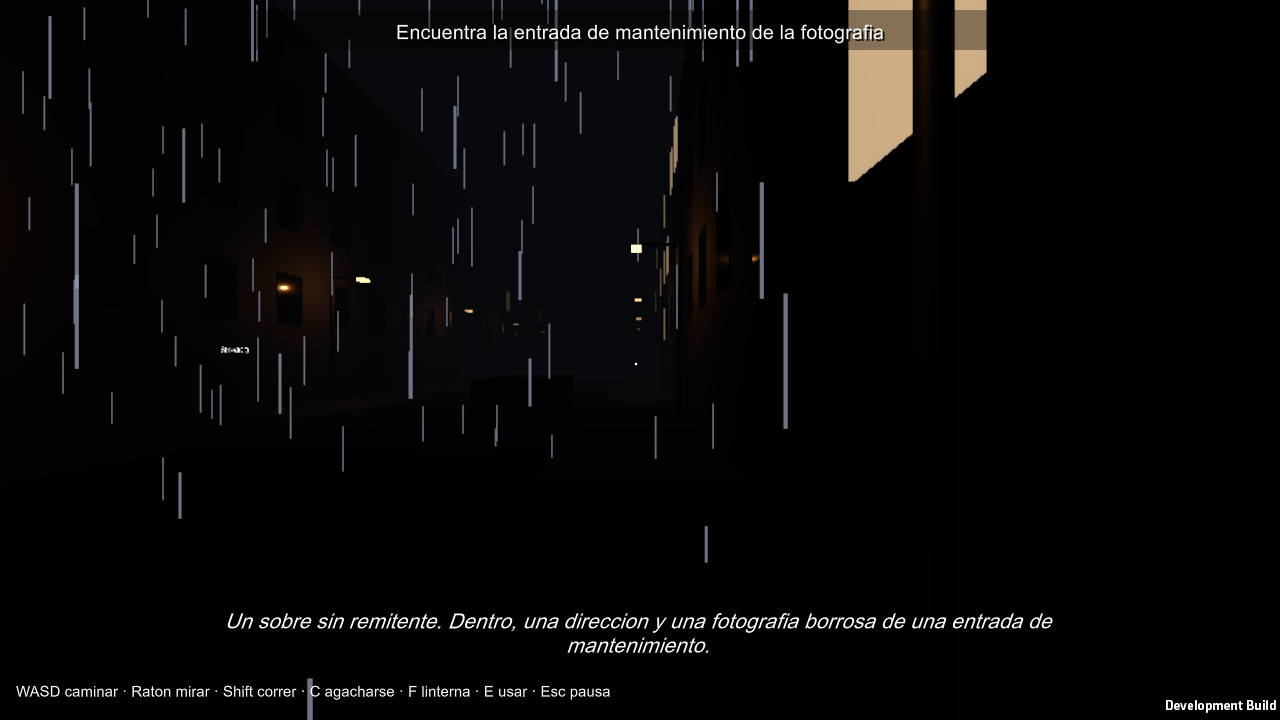 Encuentra la entrada de mantenimiento de la fotografia
Un sobre sin remitente. Dentro, una direccion y una fotografia borrosa de una entrada de
mantenimiento.
WASD caminar · Raton mirar · Shift correr · C agacharse · F linterna · E usar · Esc pausa
Development Build